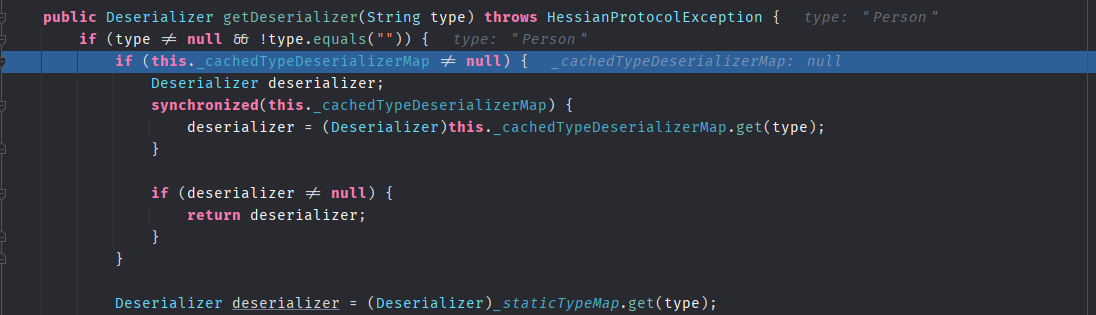 public Deserializer getDeserializer(String type) throws HessianProtocolException {   type: "Person"
if (type ≠ null && !type.equals("")) {   type: "Person"
if (this._cachedTypeDeserializerMap ≠ null) {   _cachedTypeDeserializerMap: null
Deserializer deserializer;
synchronized(this._cachedTypeDeserializerMap) {
deserializer = (Deserializer)this._cachedTypeDeserializerMap.get(type);
}
if (deserializer ≠ null) {
return deserializer;
}
}
Deserializer deserializer = (Deserializer)_staticTypeMap.get(type);